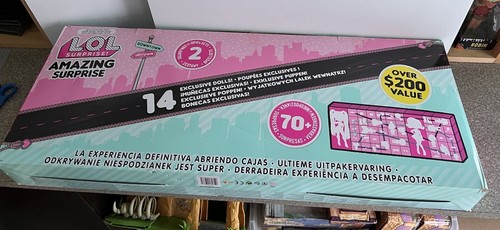 LOL
SURPRISE!
AMAZING
SURPRISE
DOWNTOWN
2
14
EXCLUSIVE DOLLS! • POUPÉES EXCLUSIVES !
¡MUÑECAS EXCLUSIVAS! • EXKLUSIVE PUPPEN!
EXCLUSIEVE POPPEN! • WYJĄTKOWYCH LALEK WEWNĄTRZ!
BONECAS EXCLUSIVAS!
OVER
$200
VALUE
70+
LA EXPERIENCIA DEFINITIVA ABRIENDO CAJAS • ULTIEME UITPAKERVARING •
ODKRYWANIE NIESPODZIANEK JEST SUPER • DERRADEIRA EXPERIÊNCIA A DESEMPACOTAR